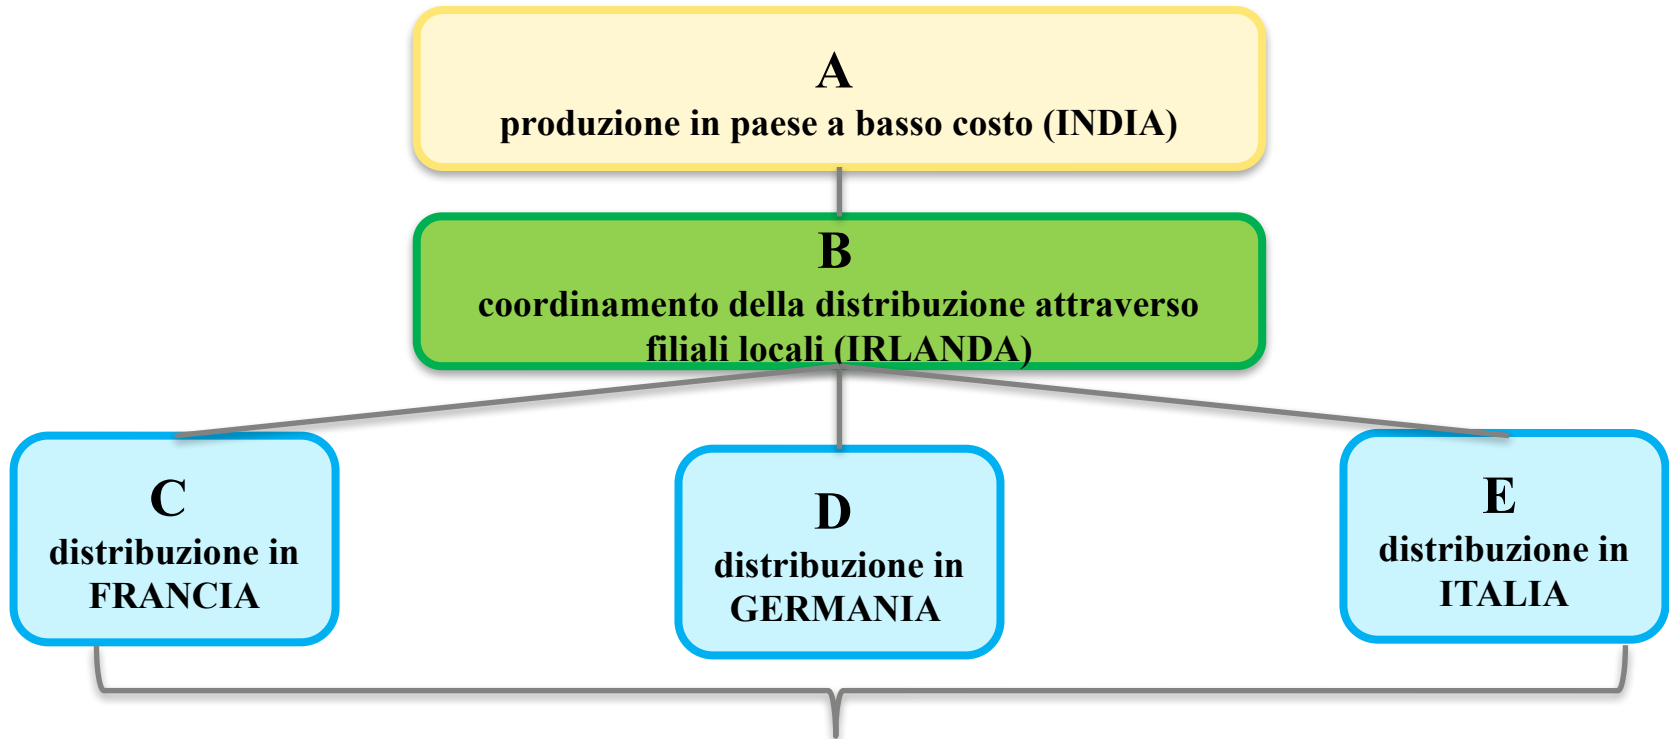 A
produzione in paese a basso costo (INDIA)
B
coordinamento della distribuzione attraverso
filiali locali (IRLANDA)
C
distribuzione in
FRANCIA
D
distribuzione in
GERMANIA
E
distribuzione in
ITALIA